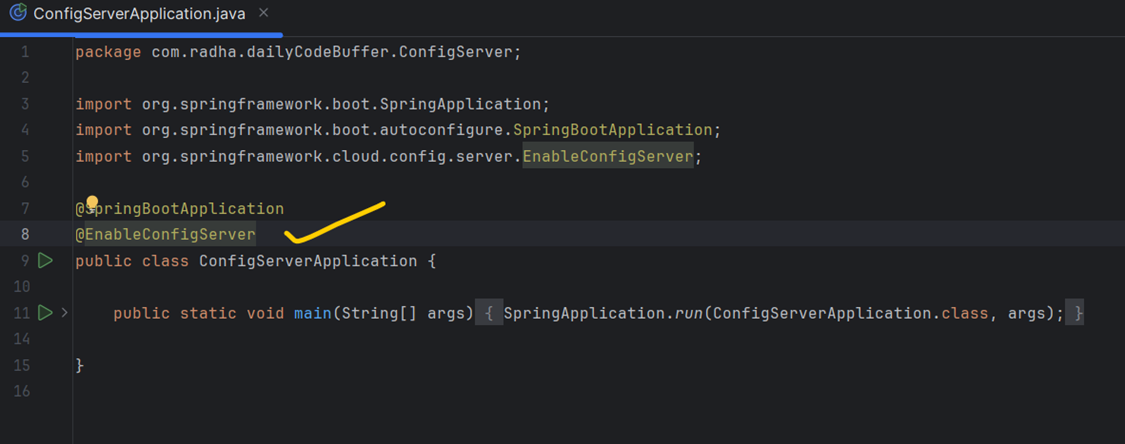 ConfigServerApplication.java ×
1 package com.radha.dailyCodeBuffer.ConfigServer;
2
3 import org.springframework.boot.SpringApplication;
4 import org.springframework.boot.autoconfigure.SpringBootApplication;
5 import org.springframework.cloud.config.server.EnableConfigServer;
6
7 @SpringBootApplication
8 @EnableConfigServer
9 public class ConfigServerApplication {
10
11 public static void main(String[] args) { SpringApplication.run(ConfigServerApplication.class, args); }
14
15 }
16